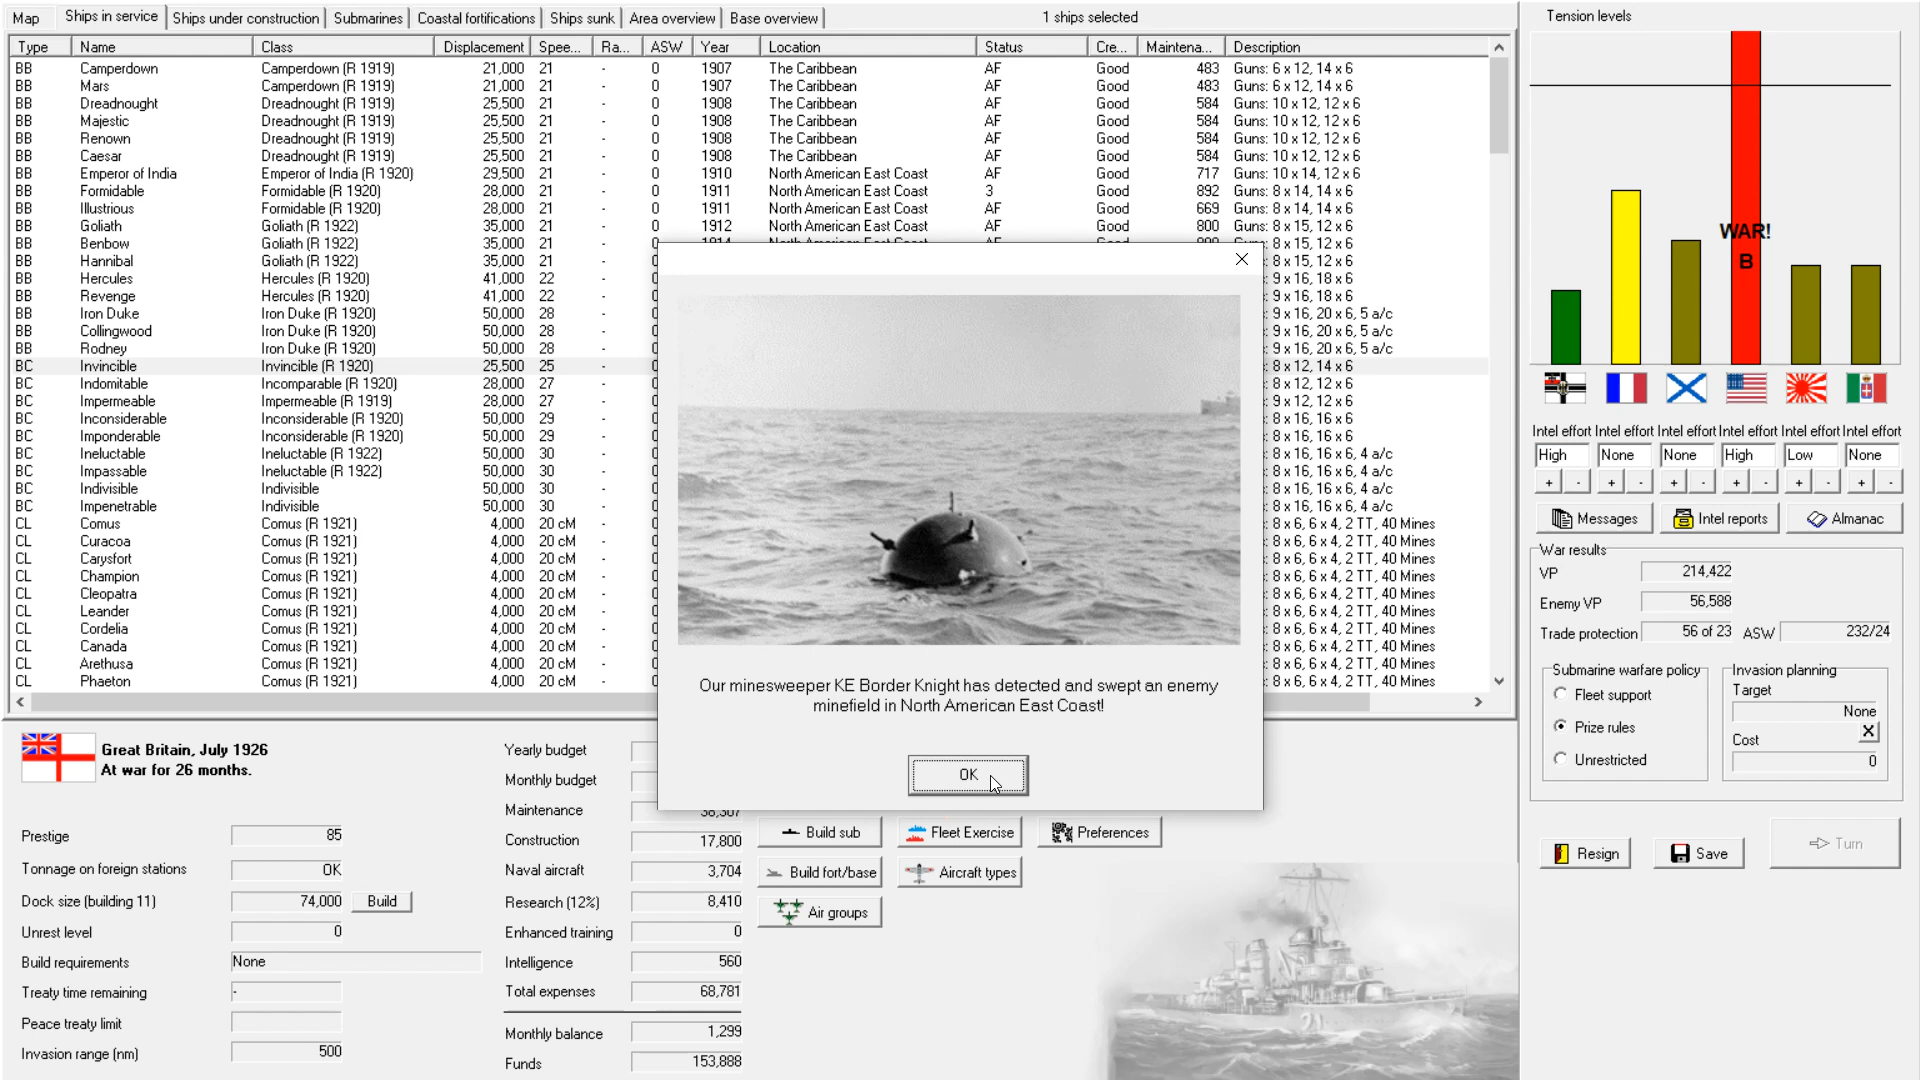 Map Ships in service Ships under construction Submarines Coastal fortifications Ships sunk Area overview Base overview 1 ships selected
Type Name Class Displacement Spee... Ra... ASW Year Location Status Cre... Maintena... Description
BB Camperdown Camperdown (R 1919) 21,000 21 - 0 1907 The Caribbean AF Good 483 Guns: 6 x 12, 14 x 6
BB Mars Camperdown (R 1919) 21,000 21 - 0 1907 The Caribbean AF Good 483 Guns: 6 x 12, 14 x 6
BB Dreadnought Dreadnought (R 1919) 25,500 21 - 0 1908 The Caribbean AF Good 584 Guns: 10 x 12, 12 x 6
BB Majestic Dreadnought (R 1919) 25,500 21 - 0 1908 The Caribbean AF Good 584 Guns: 10 x 12, 12 x 6
BB Renown Dreadnought (R 1919) 25,500 21 - 0 1908 The Caribbean AF Good 584 Guns: 10 x 12, 12 x 6
BB Caesar Dreadnought (R 1919) 25,500 21 - 0 1908 The Caribbean AF Good 584 Guns: 10 x 12, 12 x 6
BB Emperor of India Emperor of India (R 1920) 29,500 21 - 0 1910 North American East Coast AF Good 717 Guns: 10 x 14, 12 x 6
BB Formidable Formidable (R 1920) 28,000 21 - 0 1911 North American East Coast 3 Good 892 Guns: 8 x 14, 14 x 6
BB Illustrious Formidable (R 1920) 28,000 21 - 0 1911 North American East Coast AF Good 669 Guns: 8 x 14, 14 x 6
BB Goliath Goliath (R 1922) 35,000 21 - 0 1912 North American East Coast AF Good 800 Guns: 8 x 15, 12 x 6
BB Benbow Goliath (R 1922) 35,000 21 - : 8 x 15, 12 x 6
BB Hannibal Goliath (R 1922) 35,000 21 - : 8 x 15, 12 x 6
BB Hercules Hercules (R 1920) 41,000 22 - : 9 x 16, 18 x 6
BB Revenge Hercules (R 1920) 41,000 22 - : 9 x 16, 18 x 6
BB Iron Duke Iron Duke (R 1920) 50,000 28 - : 9 x 16, 20 x 6, 5 a/c
BB Collingwood Iron Duke (R 1920) 50,000 28 - : 9 x 16, 20 x 6, 5 a/c
BB Rodney Iron Duke (R 1920) 50,000 28 - : 9 x 16, 20 x 6, 5 a/c
BC Invincible Invincible (R 1920) 25,500 25 - : 8 x 12, 14 x 6
BC Indomitable Incomparable (R 1920) 28,000 27 - : 8 x 12, 12 x 6
BC Impermeable Impermeable (R 1919) 28,000 27 - : 9 x 12, 12 x 6
BC Inconsiderable Inconsiderable (R 1920) 50,000 29 - : 8 x 16, 16 x 6
BC Imponderable Inconsiderable (R 1920) 50,000 29 - : 8 x 16, 16 x 6
BC Ineluctable Ineluctable (R 1922) 50,000 30 - : 8 x 16, 16 x 6, 4 a/c
BC Impassable Ineluctable (R 1922) 50,000 30 - : 8 x 16, 16 x 6, 4 a/c
BC Indivisible Indivisible 50,000 30 - : 8 x 16, 16 x 6, 4 a/c
BC Impenetrable Indivisible 50,000 30 - : 8 x 16, 16 x 6, 4 a/c
CL Comus Comus (R 1921) 4,000 20 cM - : 8 x 6, 6 x 4, 2 TT, 40 Mines
CL Curacoa Comus (R 1921) 4,000 20 cM - : 8 x 6, 6 x 4, 2 TT, 40 Mines
CL Carysfort Comus (R 1921) 4,000 20 cM - : 8 x 6, 6 x 4, 2 TT, 40 Mines
CL Champion Comus (R 1921) 4,000 20 cM - : 8 x 6, 6 x 4, 2 TT, 40 Mines
CL Cleopatra Comus (R 1921) 4,000 20 cM - : 8 x 6, 6 x 4, 2 TT, 40 Mines
CL Leander Comus (R 1921) 4,000 20 cM - : 8 x 6, 6 x 4, 2 TT, 40 Mines
CL Cordelia Comus (R 1921) 4,000 20 cM - : 8 x 6, 6 x 4, 2 TT, 40 Mines
CL Canada Comus (R 1921) 4,000 20 cM - : 8 x 6, 6 x 4, 2 TT, 40 Mines
CL Arethusa Comus (R 1921) 4,000 20 cM - : 8 x 6, 6 x 4, 2 TT, 40 Mines
CL Phaeton Comus (R 1921) 4,000 20 cM - : 8 x 6, 6 x 4, 2 TT, 40 Mines
Our minesweeper KE Border Knight has detected and swept an enemy
minefield in North American East Coast!
OK
Great Britain, July 1926
At war for 26 months.
Prestige 85
Tonnage on foreign stations OK
Dock size (building 11) 74,000 Build
Unrest level 0
Build requirements None
Treaty time remaining -
Peace treaty limit
Invasion range (nm) 500
Yearly budget
Monthly budget
Maintenance
Construction 17,800
Naval aircraft 3,704
Research (12%) 8,410
Enhanced training 0
Intelligence 560
Total expenses 68,781
Monthly balance 1,299
Funds 153,888
Build sub Fleet Exercise Preferences
Build fort/base Aircraft types
Air groups
21
Tension levels
WAR!
B
Intel effort Intel effort Intel effort Intel effort Intel effort Intel effort
High None None High Low None
+ - + - + - + - + - + -
Messages Intel reports Almanac
War results
VP 214,422
Enemy VP 56,588
Trade protection 56 of 23 ASW 232/24
Submarine warfare policy
Fleet support
Prize rules
Unrestricted
Invasion planning
Target
None
Cost X
0
Resign Save Turn